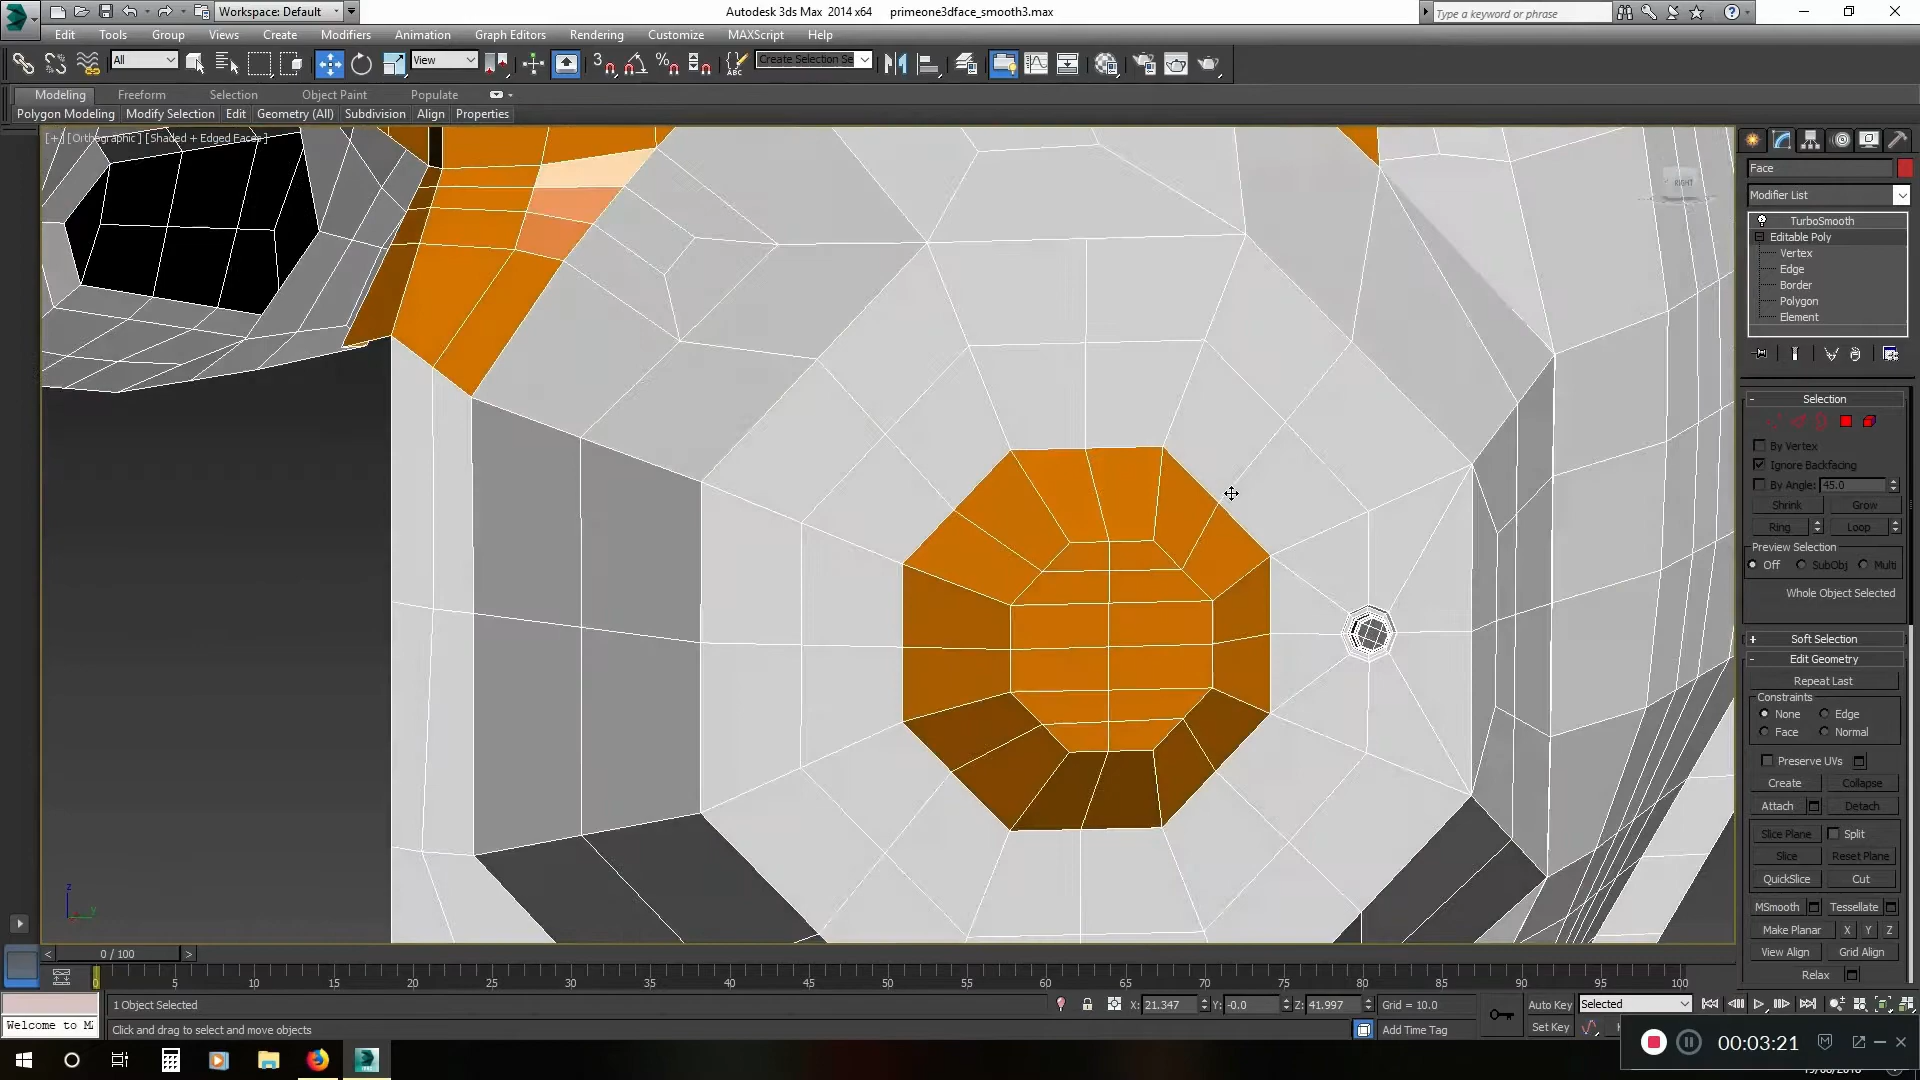 Workspace: Default
Autodesk 3ds Max 2014 x64 primeone3dface_smooth3.max
Type a keyword or phrase
Edit Tools Group Views Create Modifiers Animation Graph Editors Rendering Customize MAXScript Help
All View Create Selection Se
Modeling Freeform Selection Object Paint Populate
Polygon Modeling Modify Selection Edit Geometry (All) Subdivision Align Properties
[+] [Orthographic] [Shaded + Edged Faces]
RIGHT
Face
Modifier List
TurboSmooth
Editable Poly
Vertex
Edge
Border
Polygon
Element
- Selection
By Vertex
Ignore Backfacing
By Angle: 45.0
Shrink Grow
Ring Loop
Preview Selection
Off SubObj Multi
Whole Object Selected
+ Soft Selection
- Edit Geometry
Repeat Last
Constraints
None Edge
Face Normal
Preserve UVs
Create Collapse
Attach Detach
Slice Plane Split
Slice Reset Plane
QuickSlice Cut
MSmooth Tessellate
Make Planar X Y Z
View Align Grid Align
Relax
z
y
< 0 / 100 >
0 5 10 15 20 25 30 35 40 45 50 55 60 65 70 75 80 85 90 95 100
1 Object Selected X: 21.347 Y: -0.0 Z: 41.997 Grid = 10.0 Auto Key Selected
Welcome to M
Click and drag to select and move objects Add Time Tag Set Key
00:03:21